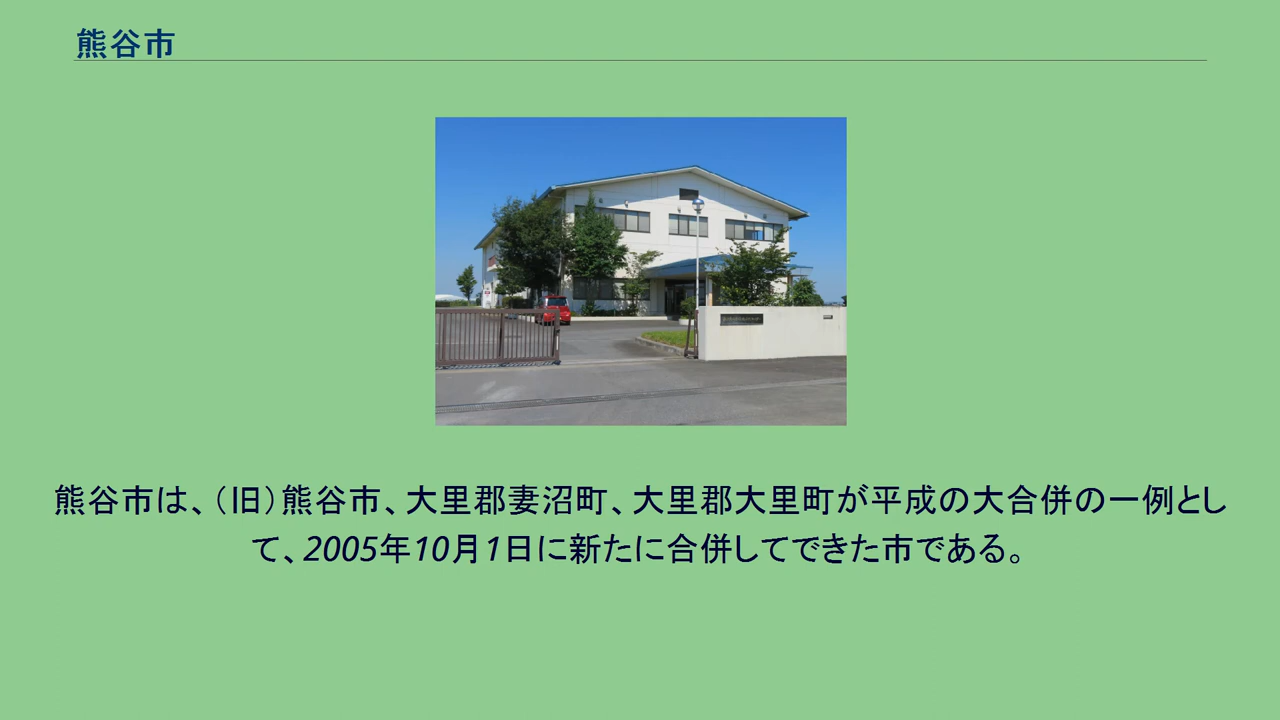 熊谷市
熊谷市は、（旧）熊谷市、大里郡妻沼町、大里郡大里町が平成の大合併の一例とし
て、2005年10月1日に新たに合併してできた市である。